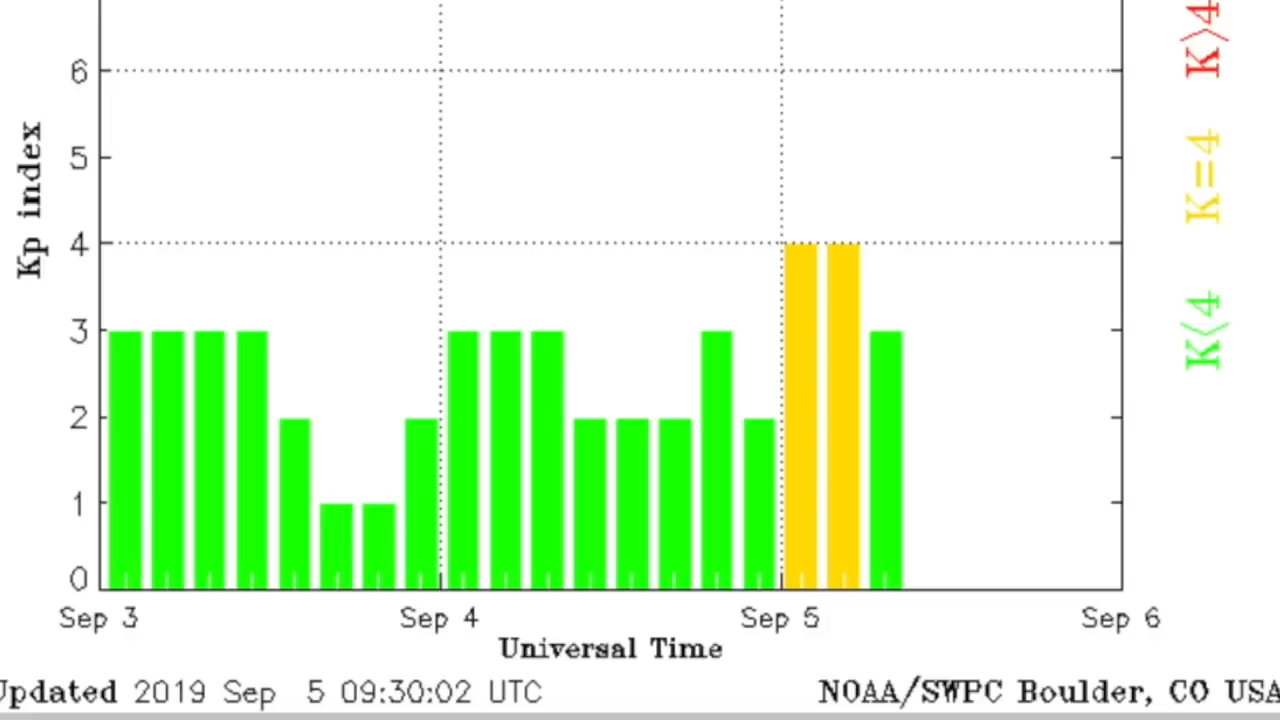 6
5
4
3
2
1
0
Kp index
Sep 3
Sep 4
Sep 5
Sep 6
Universal Time
Updated 2019 Sep 5 09:30:02 UTC
NOAA/SWPC Boulder, CO USA
K<4
K=4
K>4